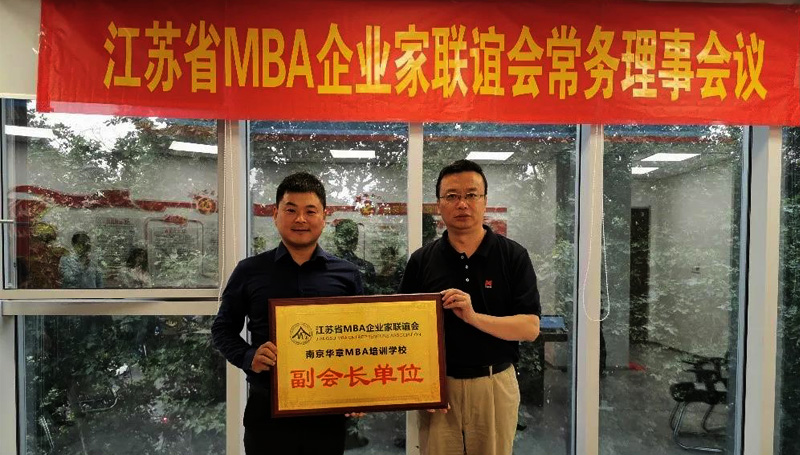 江苏省MBA企业家联谊会常务理事会议
江苏省MBA企业家联谊会
南京华章MBA培训学校
副会长单位